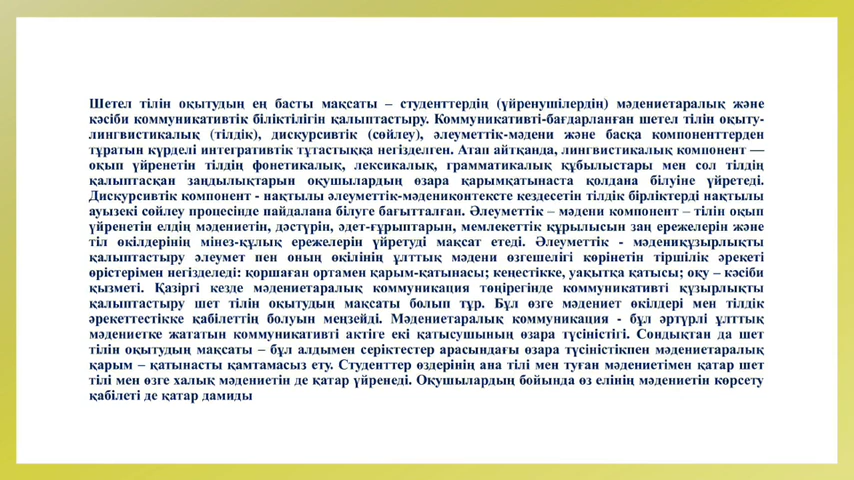 Шетел тілін оқытудың ең басты мақсаты – студенттердің (үйренушілердің) мәдениетаралық және
кәсіби коммуникативтік біліктілігін қалыптастыру. Коммуникативті-бағдарланған шетел тілін оқыту-
лингвистикалық (тілдік), дискурсивтік (сөйлеу), әлеуметтік-мәдени және басқа компоненттерден
тұратын күрделі интегративтік тұтастыққа негізделген. Атап айтқанда, лингвистикалық компонент —
оқып үйренетін тілдің фонетикалық, лексикалық, грамматикалық құбылыстары мен сол тілдің
қалыптасқан заңдылықтарын оқушылардың өзара қарымқатынаста қолдана білуіне үйретеді.
Дискурсивтік компонент - нақтылы әлеуметтік-мәдениконтексте кездесетін тілдік бірліктерді нақтылы
ауызекі сөйлеу процесінде пайдалана білуге бағытталған. Әлеуметтік – мәдени компонент – тілін оқып
үйренетін елдің мәдениетін, дәстүрін, әдет-ғұрыптарын, мемлекеттік құрылысын заң ережелерін және
тіл өкілдерінің мінез-құлық ережелерін үйретуді мақсат етеді. Әлеуметтік - мәдениқұзырлықты
қалыптастыру әлеумет пен оның өкілінің ұлттық мәдени өзгешелігі көрінетін тіршілік әрекеті
өрістерімен негізделеді: қоршаған ортамен қарым-қатынасы; кеңестікке, уақытқа қатысы; оқу – кәсіби
қызметі. Қазіргі кезде мәдениетаралық коммуникация төңірегінде коммуникативті құзырлықты
қалыптастыру шет тілін оқытудың мақсаты болып тұр. Бұл өзге мәдениет өкілдері мен тілдік
әрекеттестікке қабілеттің болуын меңзейді. Мәдениетаралық коммуникация - бұл әртүрлі ұлттық
мәдениетке жататын коммуникативті актіге екі қатысушының өзара түсіністігі. Сондықтан да шет
тілін оқытудың мақсаты – бұл алдымен серіктестер арасындағы өзара түсіністікпен мәдениетаралық
қарым – қатынасты қамтамасыз ету. Студенттер өздерінің ана тілі мен туған мәдениетімен қатар шет
тілі мен өзге халық мәдениетін де қатар үйренеді. Оқушылардың бойында өз елінің мәдениетін көрсету
қабілеті де қатар дамиды